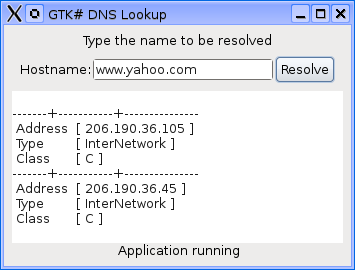 GTK# DNS Lookup
Type the name to be resolved
Hostname: www.yahoo.com Resolve
-------+-----------+---------------
Address [ 206.190.36.105 ]
Type [ InterNetwork ]
Class [ C ]
-------+-----------+---------------
Address [ 206.190.36.45 ]
Type [ InterNetwork ]
Class [ C ]
Application running